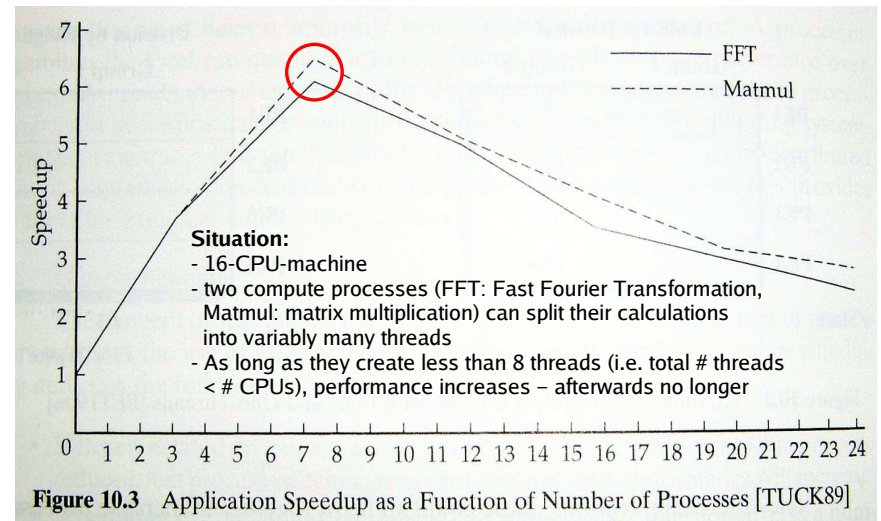 7
6
5
4
3
2
1
0
Speedup
FFT
Matmul
Situation:
- 16-CPU-machine
- two compute processes (FFT: Fast Fourier Transformation,
Matmul: matrix multiplication) can split their calculations
into variably many threads
- As long as they create less than 8 threads (i.e. total # threads
< # CPUs), performance increases – afterwards no longer
1 2 3 4 5 6 7 8 9 10 11 12 13 14 15 16 17 18 19 20 21 22 23 24
Figure 10.3 Application Speedup as a Function of Number of Processes [TUCK89]